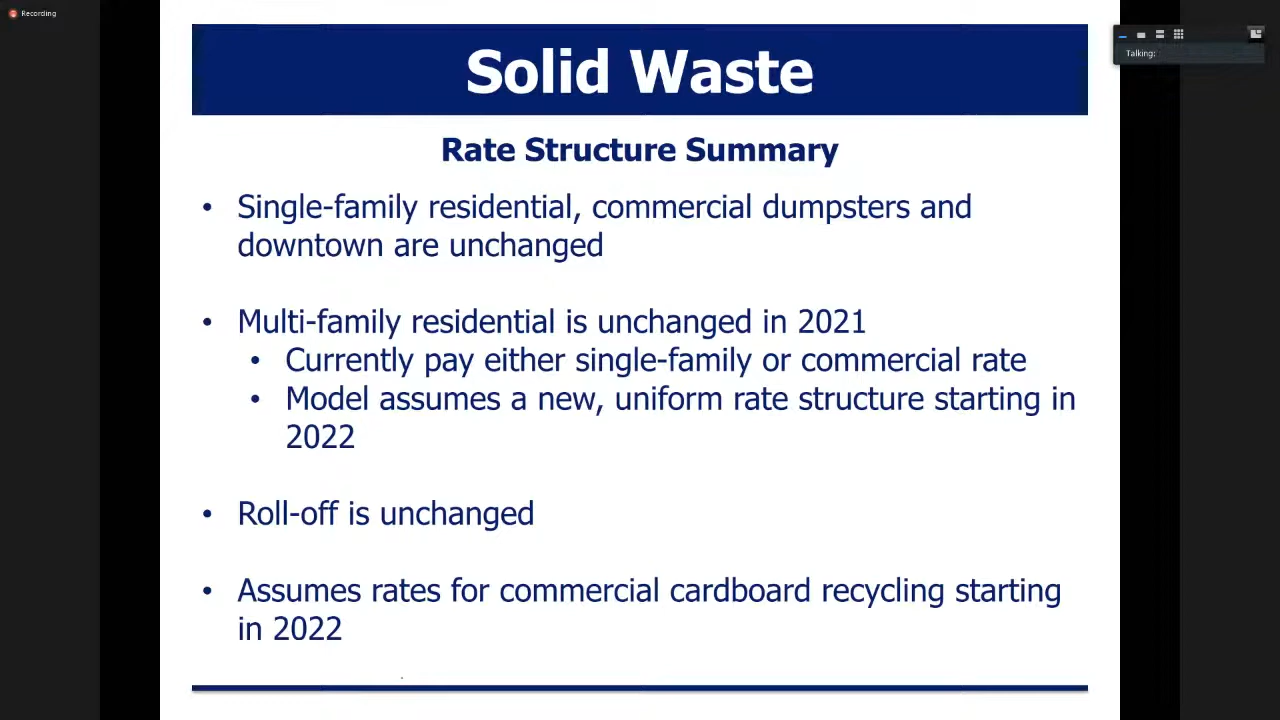 Recording
Talking:
Solid Waste
Rate Structure Summary
• Single-family residential, commercial dumpsters and
downtown are unchanged
• Multi-family residential is unchanged in 2021
• Currently pay either single-family or commercial rate
• Model assumes a new, uniform rate structure starting in
2022
• Roll-off is unchanged
• Assumes rates for commercial cardboard recycling starting
in 2022